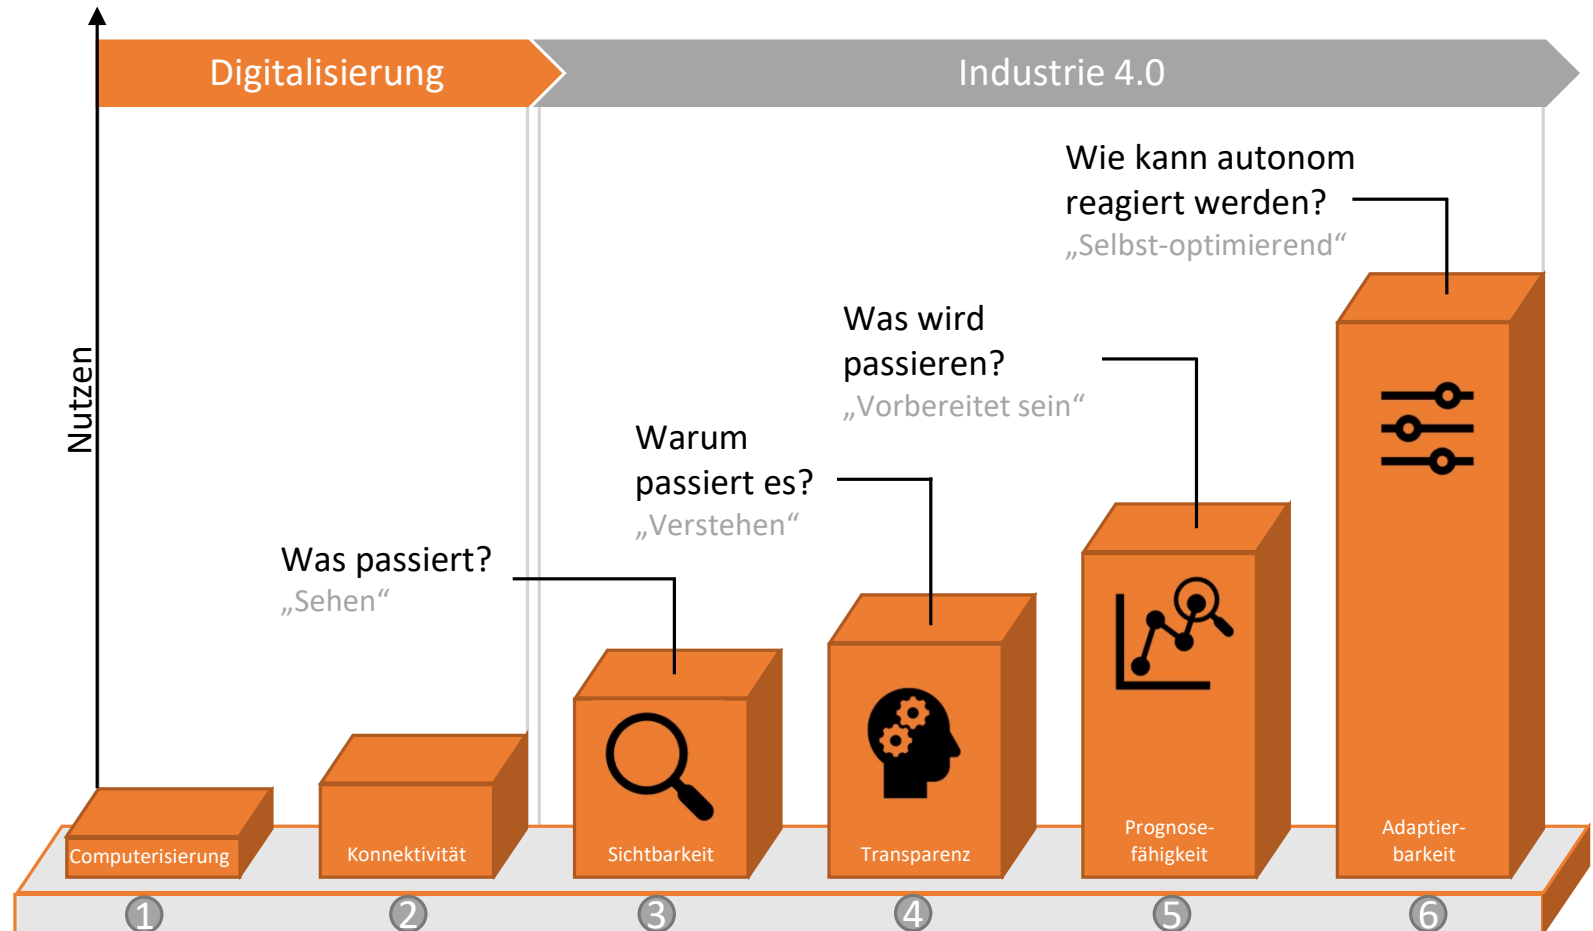 Digitalisierung
Industrie 4.0
Nutzen
Wie kann autonom
reagiert werden?
„Selbst-optimierend“
Was wird
passieren?
„Vorbereitet sein“
Warum
passiert es?
„Verstehen“
Was passiert?
„Sehen“
Computerisierung
Konnektivität
Sichtbarkeit
Transparenz
Prognose-
fähigkeit
Adaptier-
barkeit
1
2
3
4
5
6